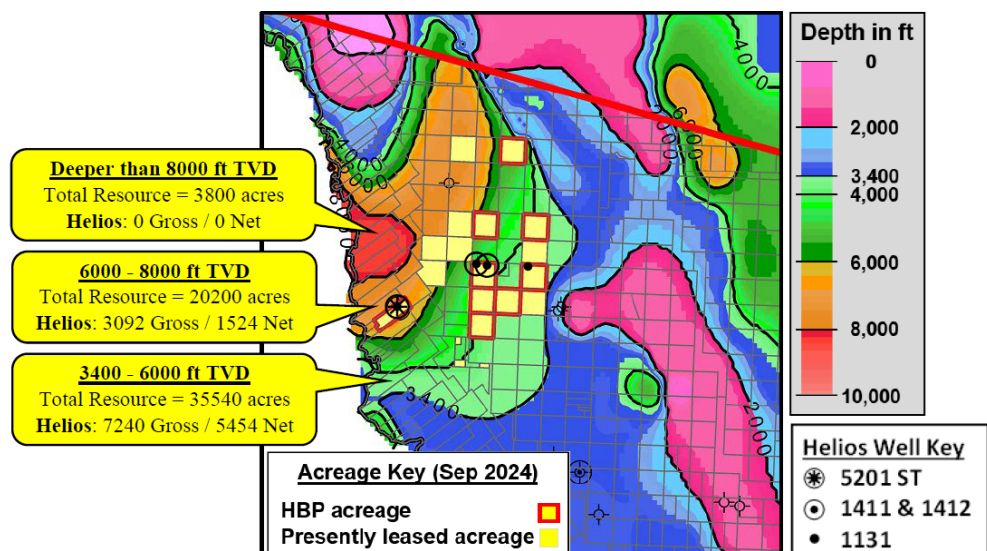 Deeper than 8000 ft TVD
Total Resource = 3800 acres
Helios: 0 Gross / 0 Net
6000 - 8000 ft TVD
Total Resource = 20200 acres
Helios: 3092 Gross / 1524 Net
3400 - 6000 ft TVD
Total Resource = 35540 acres
Helios: 7240 Gross / 5454 Net
4000
4000
3400
2000
Acreage Key (Sep 2024)
HBP acreage
Presently leased acreage
Depth in ft
0
2,000
3,400
4,000
6,000
8,000
10,000
Helios Well Key
5201 ST
1411 & 1412
1131